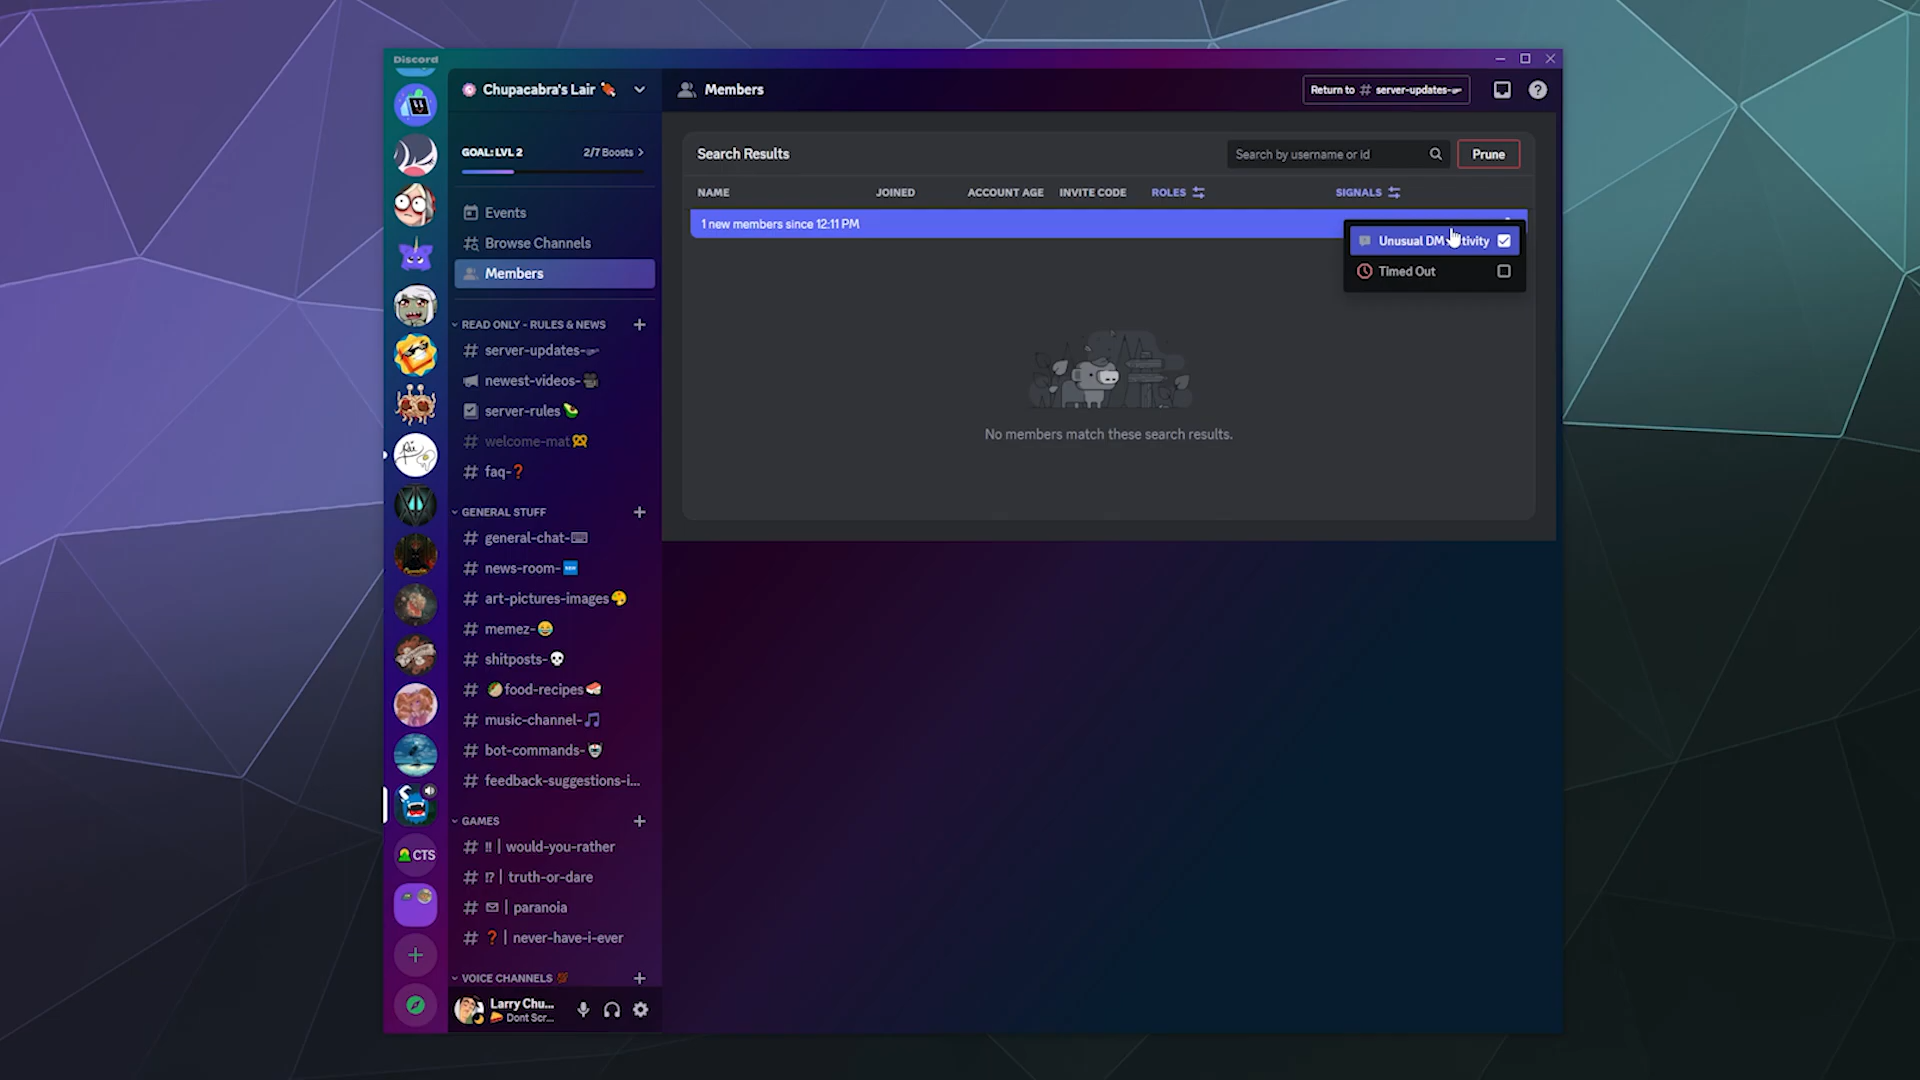 Discord
Chupacabra's Lair
Members
Return to # server-updates-
GOAL: LVL 2
2/7 Boosts >
Events
Browse Channels
Members
READ ONLY - RULES & NEWS
# server-updates-
newest-videos-
server-rules
# welcome-mat
# faq-❓
GENERAL STUFF
# general-chat-
# news-room-
# art-pictures-images
# memez-
# shitposts-
# food-recipes
# music-channel-
# bot-commands-
# feedback-suggestions-i...
GAMES
# ‼ | would-you-rather
# ⁉ | truth-or-dare
# | paranoia
# ❓ | never-have-i-ever
VOICE CHANNELS
CTS
Larry Chu...
Dont Scr...
Search Results
Search by username or id
Prune
NAME
JOINED
ACCOUNT AGE
INVITE CODE
ROLES
SIGNALS
1 new members since 12:11 PM
Unusual DM tivity
Timed Out
No members match these search results.